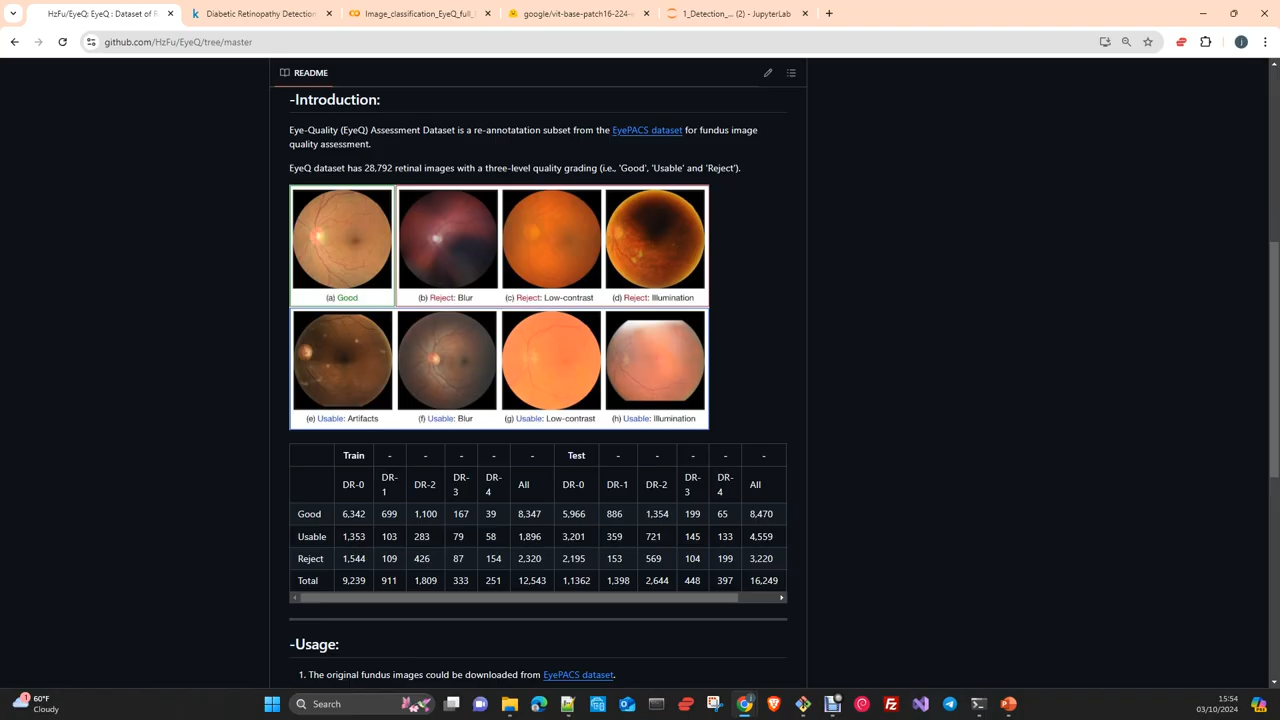 HzFu/EyeQ: EyeQ : Dataset of R
Diabetic Retinopathy Detection
Image_classification_EyeQ_full_
google/vit-base-patch16-224-
1_Detection_... (2) - JupyterLab
github.com/HzFu/EyeQ/tree/master
README
-Introduction:
Eye-Quality (EyeQ) Assessment Dataset is a re-annotatation subset from the EyePACS dataset for fundus image
quality assessment.
EyeQ dataset has 28,792 retinal images with a three-level quality grading (i.e., 'Good', 'Usable' and 'Reject').
(a) Good (b) Reject: Blur (c) Reject: Low-contrast (d) Reject: Illumination
(e) Usable: Artifacts (f) Usable: Blur (g) Usable: Low-contrast (h) Usable: Illumination
Train - - - - - Test - - - - -
DR-0 DR-1 DR-2 DR-3 DR-4 All DR-0 DR-1 DR-2 DR-3 DR-4 All
Good 6,342 699 1,100 167 39 8,347 5,966 886 1,354 199 65 8,470
Usable 1,353 103 283 79 58 1,896 3,201 359 721 145 133 4,559
Reject 1,544 109 426 87 154 2,320 2,195 153 569 104 199 3,220
Total 9,239 911 1,809 333 251 12,543 1,1362 1,398 2,644 448 397 16,249
-Usage:
1. The original fundus images could be downloaded from EyePACS dataset.
60°F
Cloudy
Search
15:54
03/10/2024